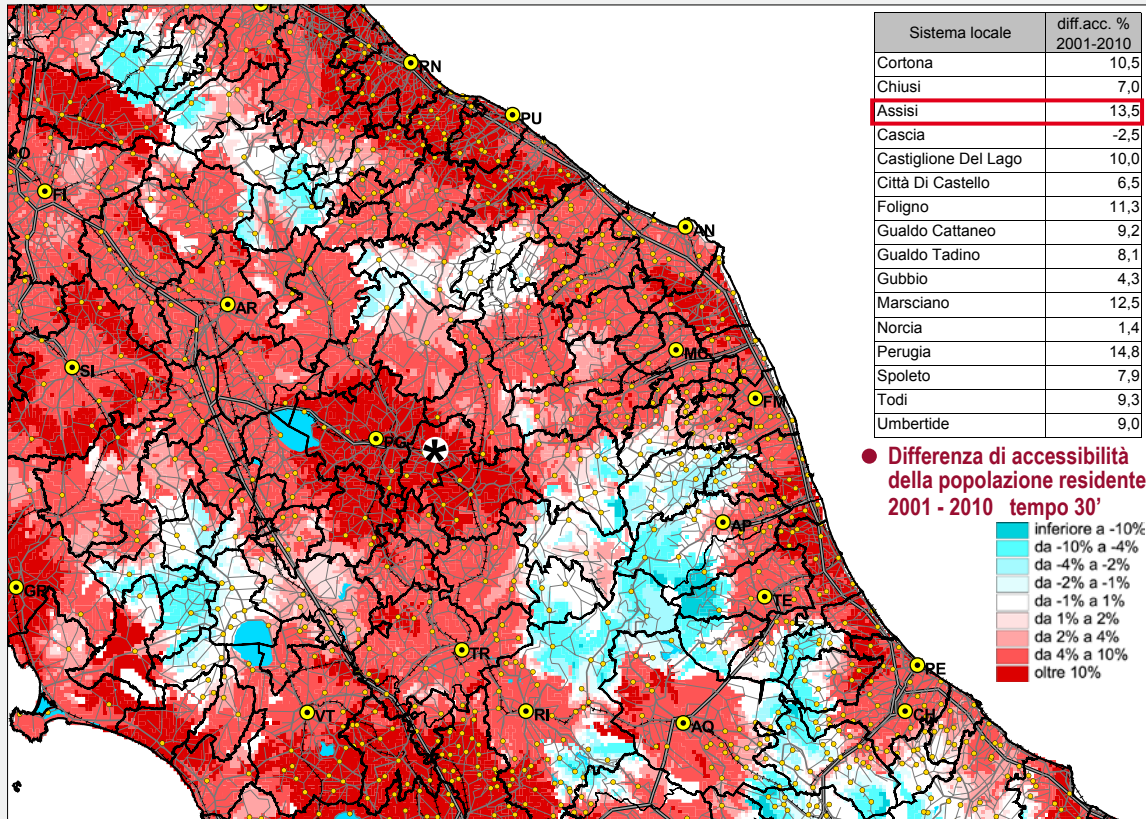 FC
RN
PU
FI
AN
AR
MC
SI
FM
PG
*
AP
GR
TE
TR
PE
VT
RI
AQ
CH
Sistema locale diff.acc. % 2001-2010
Cortona 10,5
Chiusi 7,0
Assisi 13,5
Cascia -2,5
Castiglione Del Lago 10,0
Città Di Castello 6,5
Foligno 11,3
Gualdo Cattaneo 9,2
Gualdo Tadino 8,1
Gubbio 4,3
Marsciano 12,5
Norcia 1,4
Perugia 14,8
Spoleto 7,9
Todi 9,3
Umbertide 9,0
● Differenza di accessibilità
della popolazione residente
2001 - 2010 tempo 30’
inferiore a -10%
da -10% a -4%
da -4% a -2%
da -2% a -1%
da -1% a 1%
da 1% a 2%
da 2% a 4%
da 4% a 10%
oltre 10%